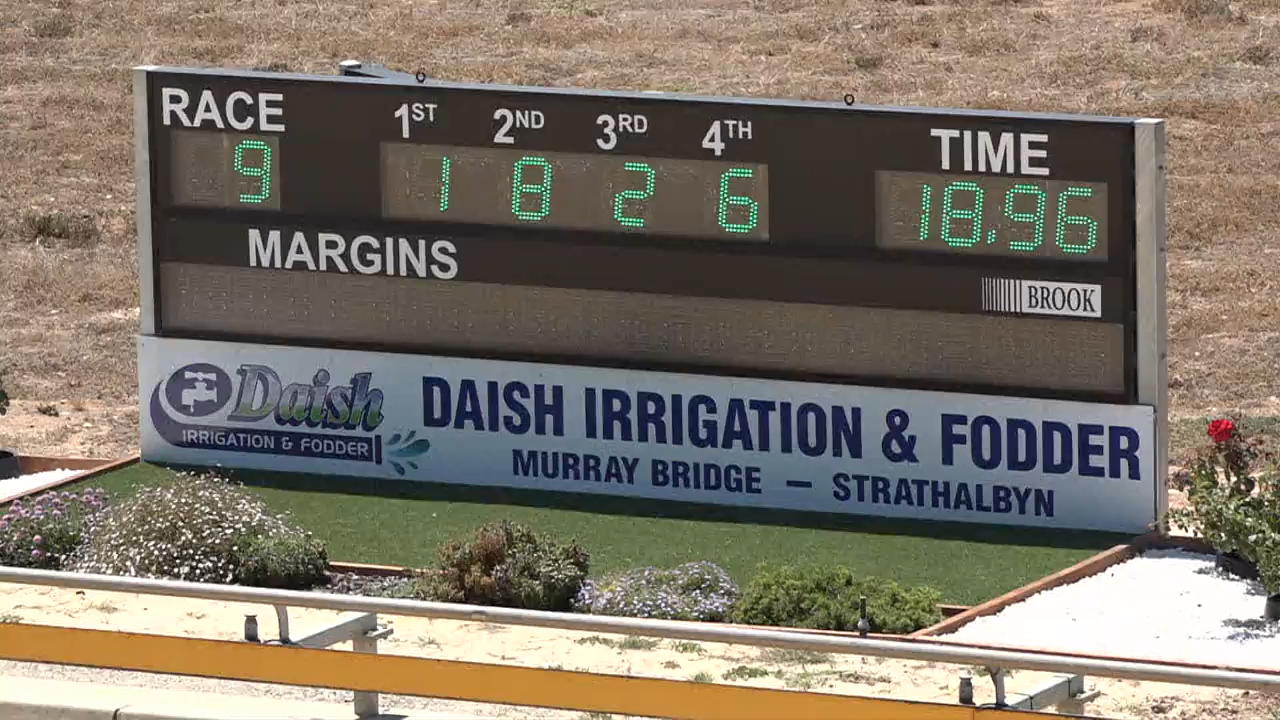 RACE 1ST 2ND 3RD 4TH TIME
9 1 8 2 6 18.96
MARGINS
BROOK
Daish
IRRIGATION & FODDER
DAISH IRRIGATION & FODDER
MURRAY BRIDGE – STRATHALBYN